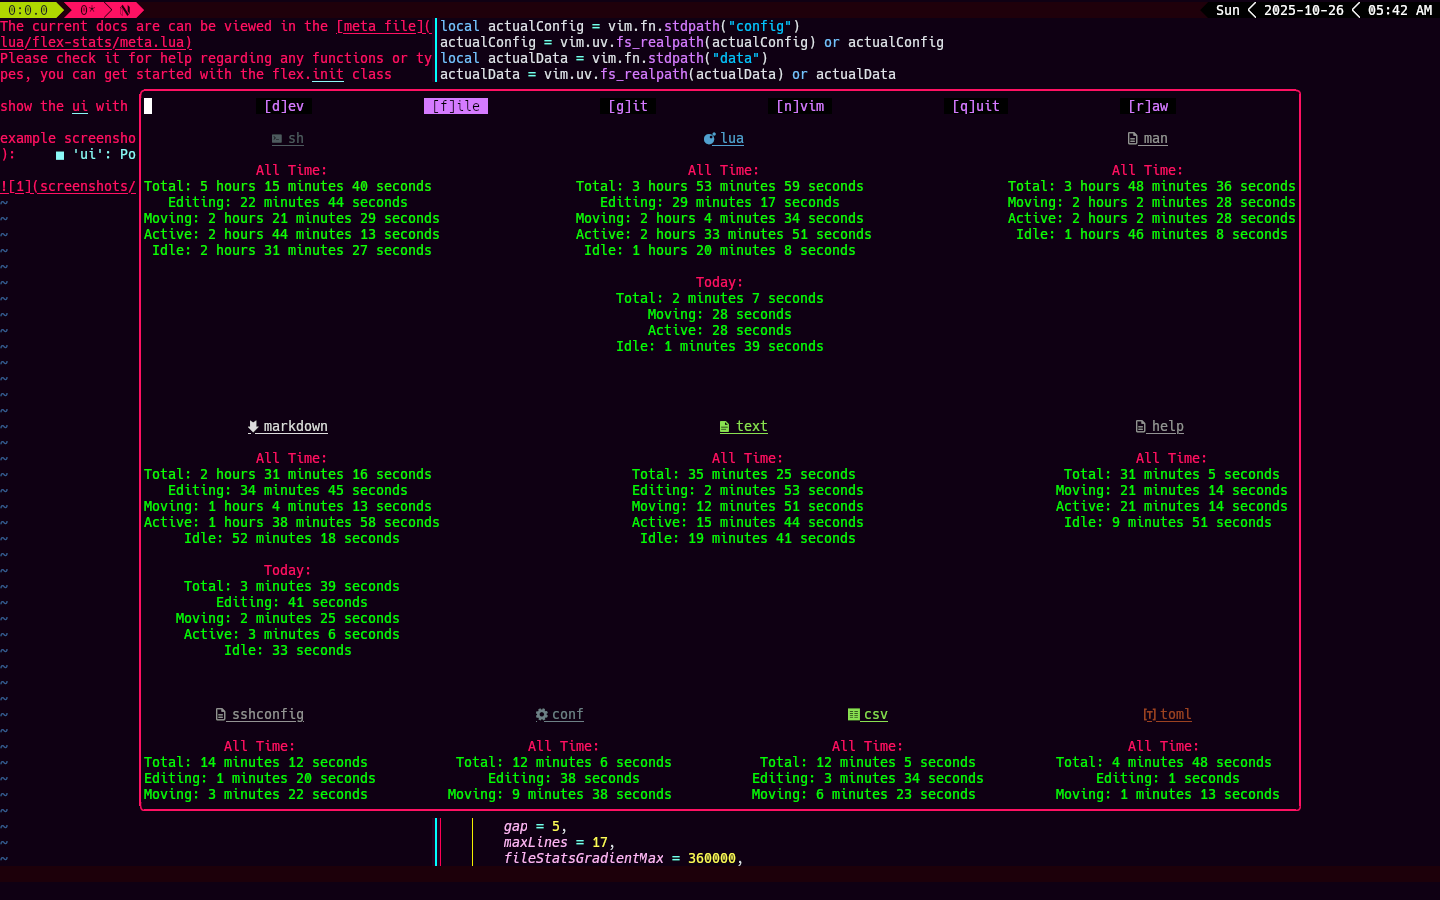 0:0.0 0* N Sun 2025-10-26 05:42 AM
The current docs are can be viewed in the [meta file](
lua/flex-stats/meta.lua)
Please check it for help regarding any functions or ty
pes, you can get started with the flex.init class
local actualConfig = vim.fn.stdpath("config")
actualConfig = vim.uv.fs_realpath(actualConfig) or actualConfig
local actualData = vim.fn.stdpath("data")
actualData = vim.uv.fs_realpath(actualData) or actualData
show the ui with
example screensho
): ■ 'ui': Po
![1](screenshots/
[d]ev [f]ile [g]it [n]vim [q]uit [r]aw
sh
All Time:
Total: 5 hours 15 minutes 40 seconds
Editing: 22 minutes 44 seconds
Moving: 2 hours 21 minutes 29 seconds
Active: 2 hours 44 minutes 13 seconds
Idle: 2 hours 31 minutes 27 seconds
lua
All Time:
Total: 3 hours 53 minutes 59 seconds
Editing: 29 minutes 17 seconds
Moving: 2 hours 4 minutes 34 seconds
Active: 2 hours 33 minutes 51 seconds
Idle: 1 hours 20 minutes 8 seconds
Today:
Total: 2 minutes 7 seconds
Moving: 28 seconds
Active: 28 seconds
Idle: 1 minutes 39 seconds
man
All Time:
Total: 3 hours 48 minutes 36 seconds
Moving: 2 hours 2 minutes 28 seconds
Active: 2 hours 2 minutes 28 seconds
Idle: 1 hours 46 minutes 8 seconds
markdown
All Time:
Total: 2 hours 31 minutes 16 seconds
Editing: 34 minutes 45 seconds
Moving: 1 hours 4 minutes 13 seconds
Active: 1 hours 38 minutes 58 seconds
Idle: 52 minutes 18 seconds
Today:
Total: 3 minutes 39 seconds
Editing: 41 seconds
Moving: 2 minutes 25 seconds
Active: 3 minutes 6 seconds
Idle: 33 seconds
text
All Time:
Total: 35 minutes 25 seconds
Editing: 2 minutes 53 seconds
Moving: 12 minutes 51 seconds
Active: 15 minutes 44 seconds
Idle: 19 minutes 41 seconds
help
All Time:
Total: 31 minutes 5 seconds
Moving: 21 minutes 14 seconds
Active: 21 minutes 14 seconds
Idle: 9 minutes 51 seconds
sshconfig
All Time:
Total: 14 minutes 12 seconds
Editing: 1 minutes 20 seconds
Moving: 3 minutes 22 seconds
conf
All Time:
Total: 12 minutes 6 seconds
Editing: 38 seconds
Moving: 9 minutes 38 seconds
csv
All Time:
Total: 12 minutes 5 seconds
Editing: 3 minutes 34 seconds
Moving: 6 minutes 23 seconds
toml
All Time:
Total: 4 minutes 48 seconds
Editing: 1 seconds
Moving: 1 minutes 13 seconds
gap = 5,
maxLines = 17,
fileStatsGradientMax = 360000,